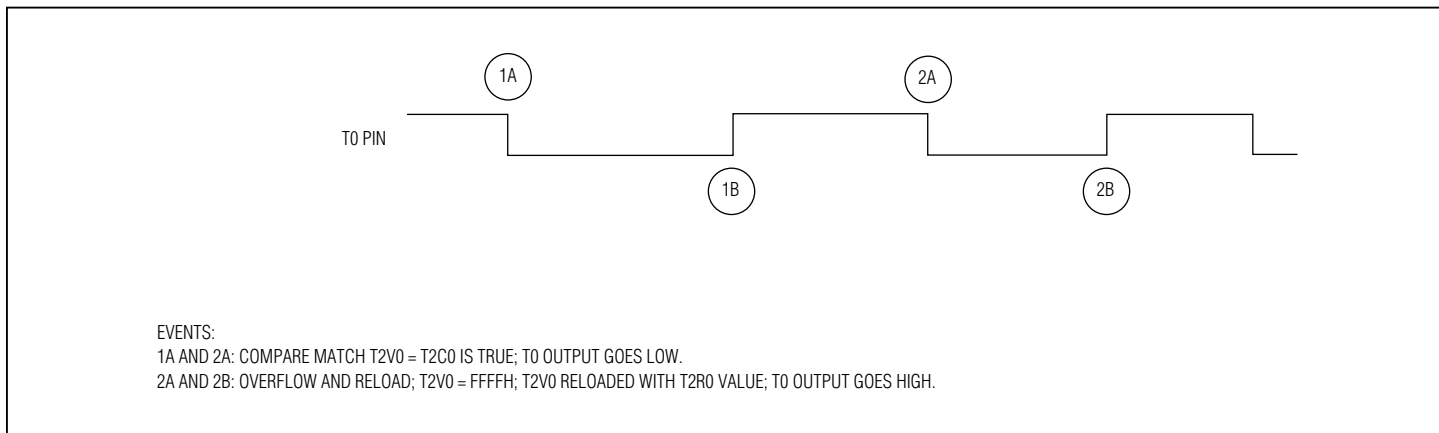 1A
2A
T0 PIN
1B
2B
EVENTS:
1A AND 2A: COMPARE MATCH T2V0 = T2C0 IS TRUE; T0 OUTPUT GOES LOW.
2A AND 2B: OVERFLOW AND RELOAD; T2V0 = FFFFH; T2V0 RELOADED WITH T2R0 VALUE; T0 OUTPUT GOES HIGH.